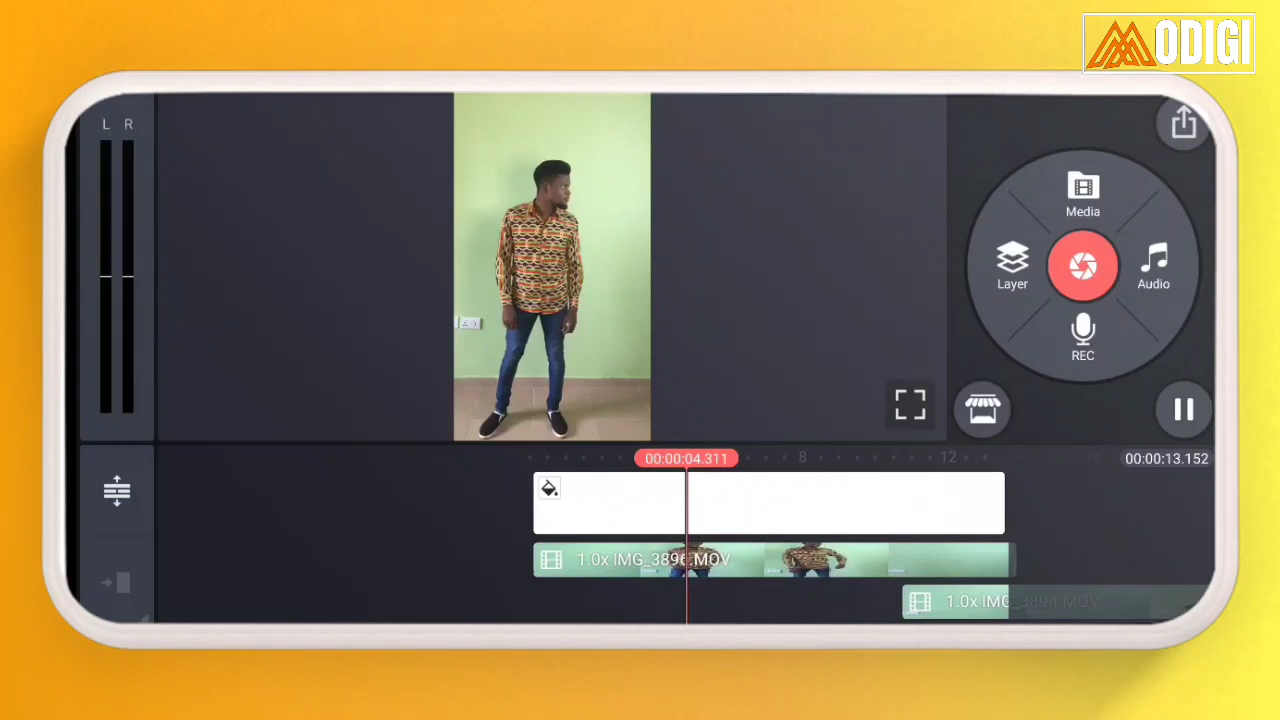 MODIGI
L R
Media
Layer
Audio
REC
00:00:04.311
8
12
00:00:13.152
1.0x IMG_3896.MOV
1.0x IMG_3894.MOV